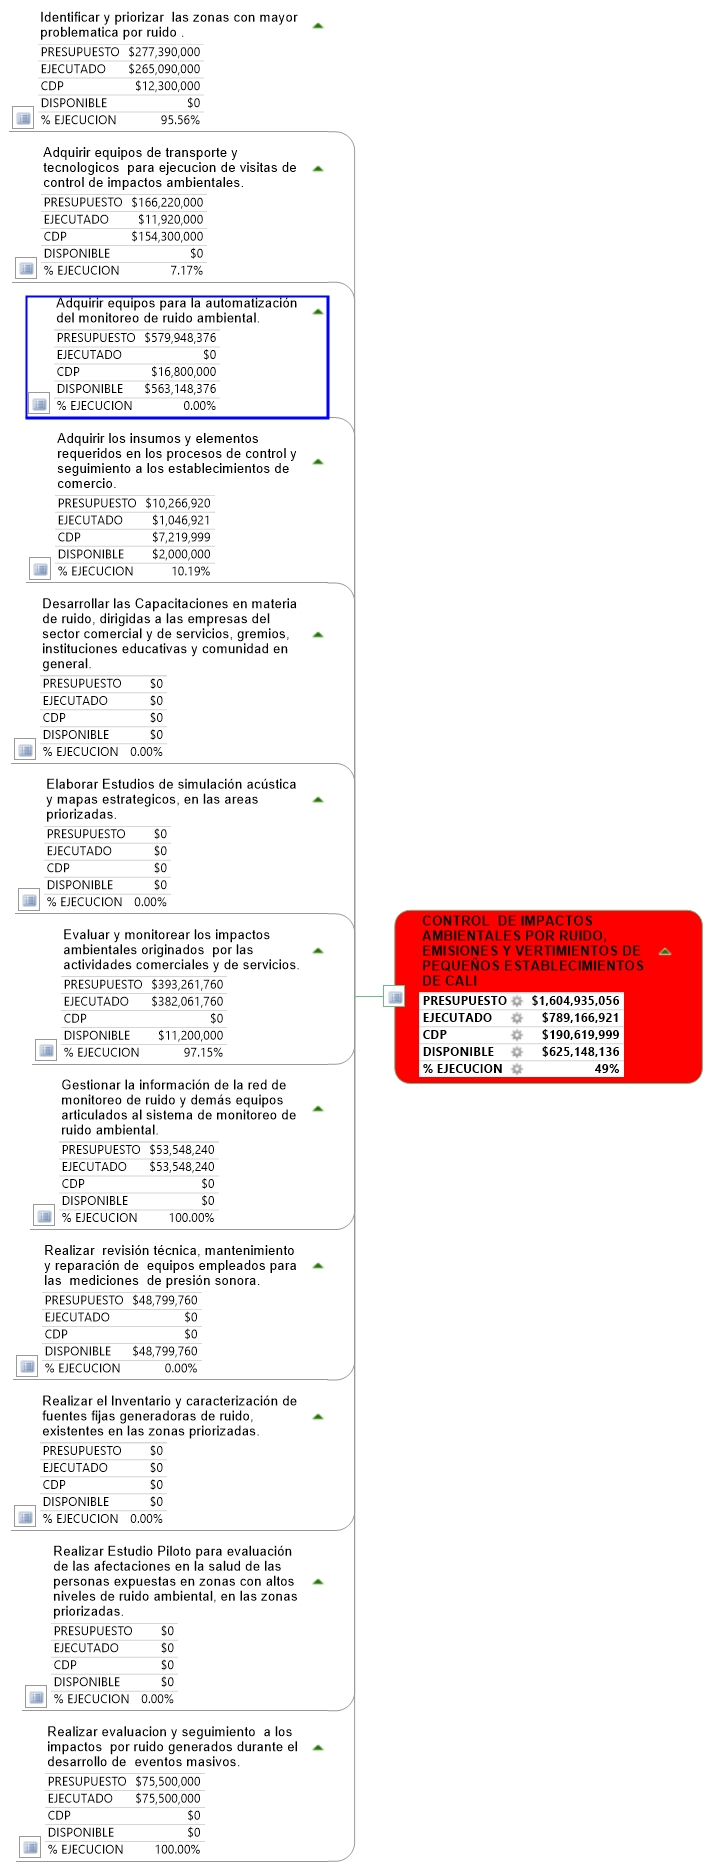 Identificar y priorizar  las zonas con mayor
problematica por ruido .
PRESUPUESTO $277,390,000
EJECUTADO $265,090,000
CDP $12,300,000
DISPONIBLE $0
% EJECUCION 95.56%
Adquirir equipos de transporte y
tecnologicos  para ejecucion de visitas de
control de impactos ambientales.
PRESUPUESTO $166,220,000
EJECUTADO $11,920,000
CDP $154,300,000
DISPONIBLE $0
% EJECUCION 7.17%
Adquirir equipos para la automatización
del monitoreo de ruido ambiental.
PRESUPUESTO $579,948,376
EJECUTADO $0
CDP $16,800,000
DISPONIBLE $563,148,376
% EJECUCION 0.00%
Adquirir los insumos y elementos
requeridos en los procesos de control y
seguimiento a los establecimientos de
comercio.
PRESUPUESTO $10,266,920
EJECUTADO $1,046,921
CDP $7,219,999
DISPONIBLE $2,000,000
% EJECUCION 10.19%
Desarrollar las Capacitaciones en materia
de ruido, dirigidas a las empresas del
sector comercial y de servicios, gremios,
instituciones educativas y comunidad en
general.
PRESUPUESTO $0
EJECUTADO $0
CDP $0
DISPONIBLE $0
% EJECUCION 0.00%
Elaborar Estudios de simulación acústica
y mapas estrategicos, en las areas
priorizadas.
PRESUPUESTO $0
EJECUTADO $0
CDP $0
DISPONIBLE $0
% EJECUCION 0.00%
Evaluar y monitorear los impactos
ambientales originados  por las
actividades comerciales y de servicios.
PRESUPUESTO $393,261,760
EJECUTADO $382,061,760
CDP $0
DISPONIBLE $11,200,000
% EJECUCION 97.15%
Gestionar la información de la red de
monitoreo de ruido y demás equipos
articulados al sistema de monitoreo de
ruido ambiental.
PRESUPUESTO $53,548,240
EJECUTADO $53,548,240
CDP $0
DISPONIBLE $0
% EJECUCION 100.00%
Realizar  revisión técnica, mantenimiento
y reparación de  equipos empleados para
las  mediciones  de presión sonora.
PRESUPUESTO $48,799,760
EJECUTADO $0
CDP $0
DISPONIBLE $48,799,760
% EJECUCION 0.00%
Realizar el Inventario y caracterización de
fuentes fijas generadoras de ruido,
existentes en las zonas priorizadas.
PRESUPUESTO $0
EJECUTADO $0
CDP $0
DISPONIBLE $0
% EJECUCION 0.00%
Realizar Estudio Piloto para evaluación
de las afectaciones en la salud de las
personas expuestas en zonas con altos
niveles de ruido ambiental, en las zonas
priorizadas.
PRESUPUESTO $0
EJECUTADO $0
CDP $0
DISPONIBLE $0
% EJECUCION 0.00%
Realizar evaluacion y seguimiento  a los
impactos  por ruido generados durante el
desarrollo de  eventos masivos.
PRESUPUESTO $75,500,000
EJECUTADO $75,500,000
CDP $0
DISPONIBLE $0
% EJECUCION 100.00%
CONTROL  DE IMPACTOS
AMBIENTALES POR RUIDO,
EMISIONES Y VERTIMIENTOS DE
PEQUEÑOS ESTABLECIMIENTOS
DE CALI
PRESUPUESTO $1,604,935,056
EJECUTADO $789,166,921
CDP $190,619,999
DISPONIBLE $625,148,136
% EJECUCION 49%